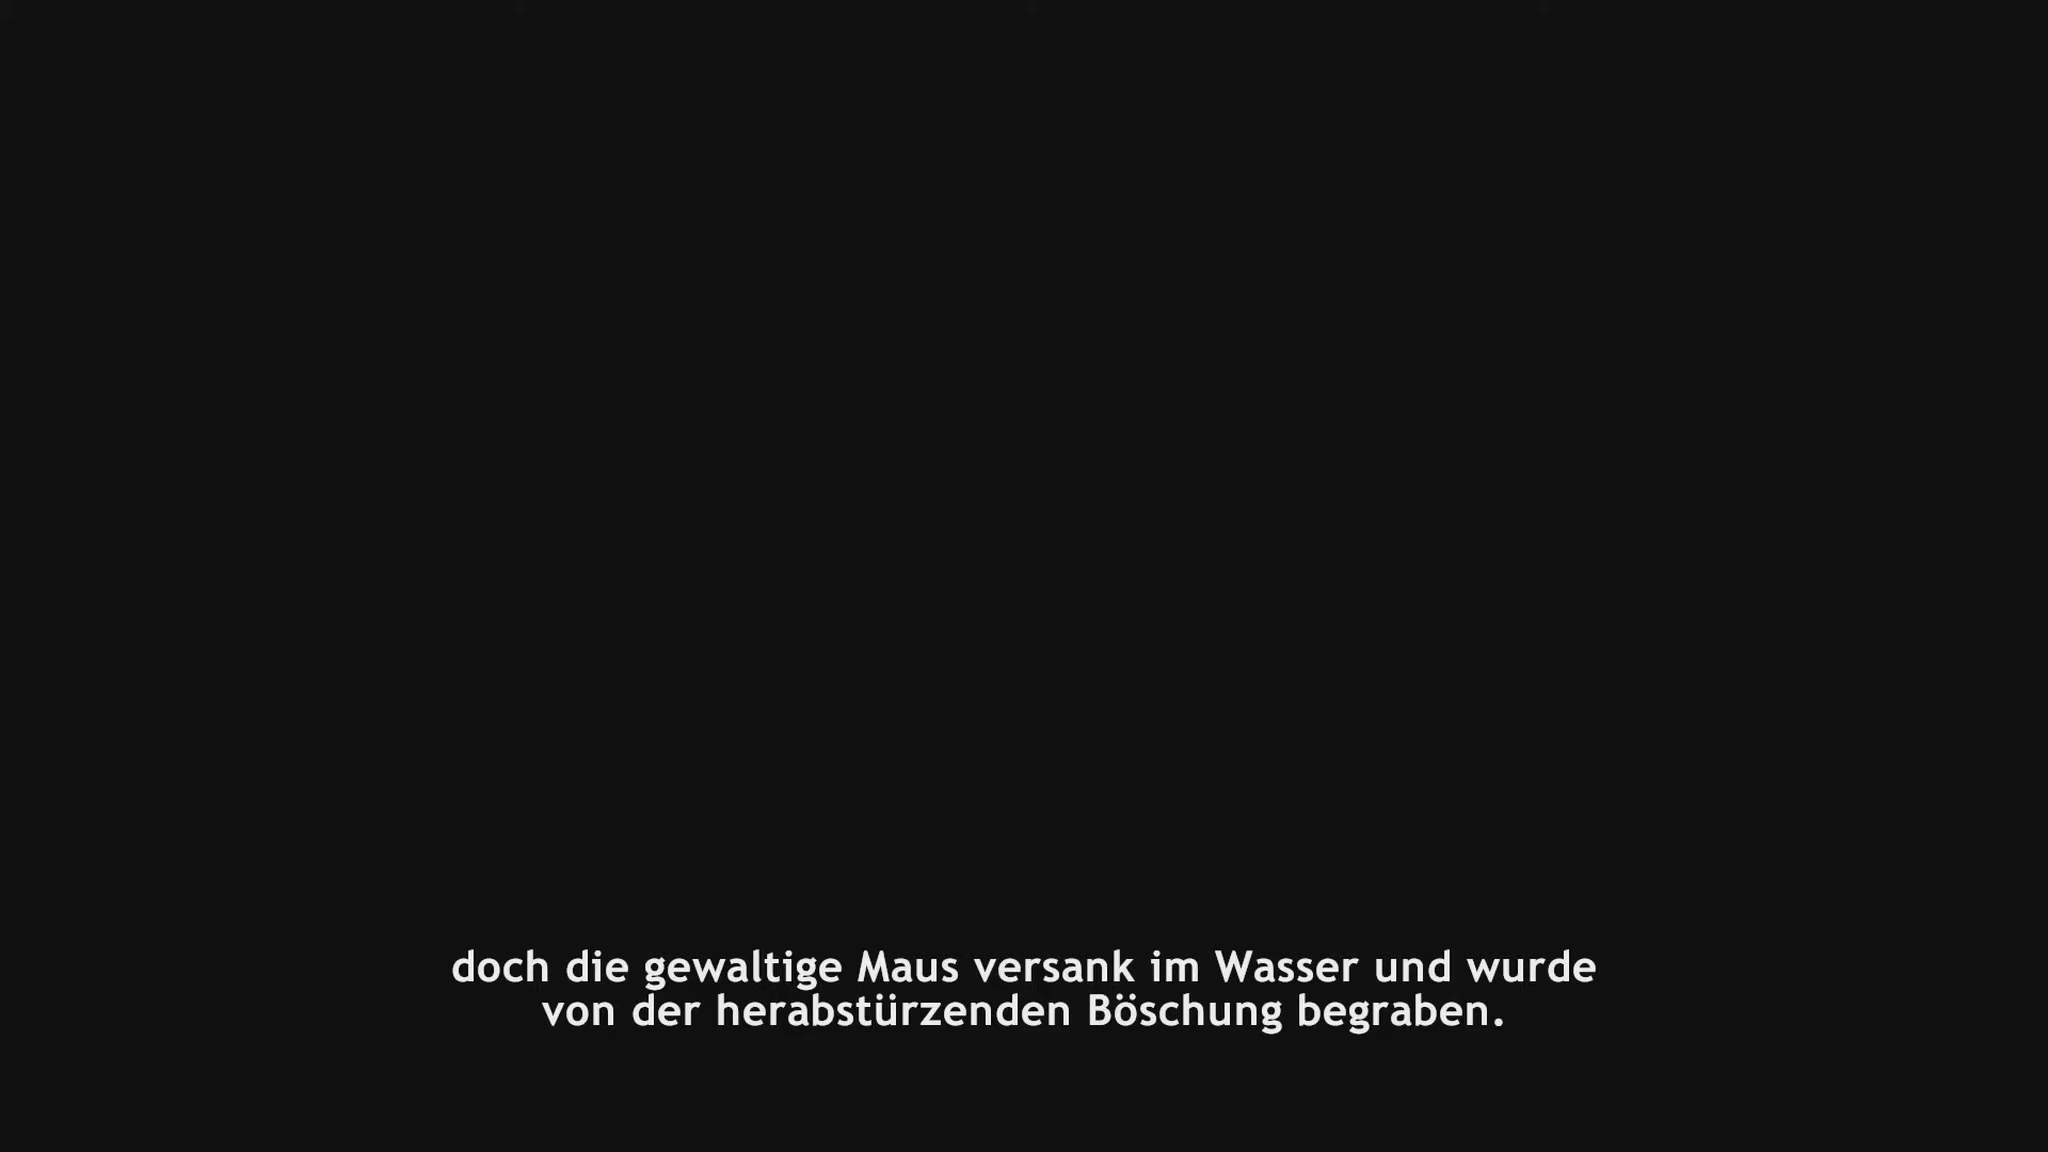 doch die gewaltige Maus versank im Wasser und wurde
von der herabstürzenden Böschung begraben.